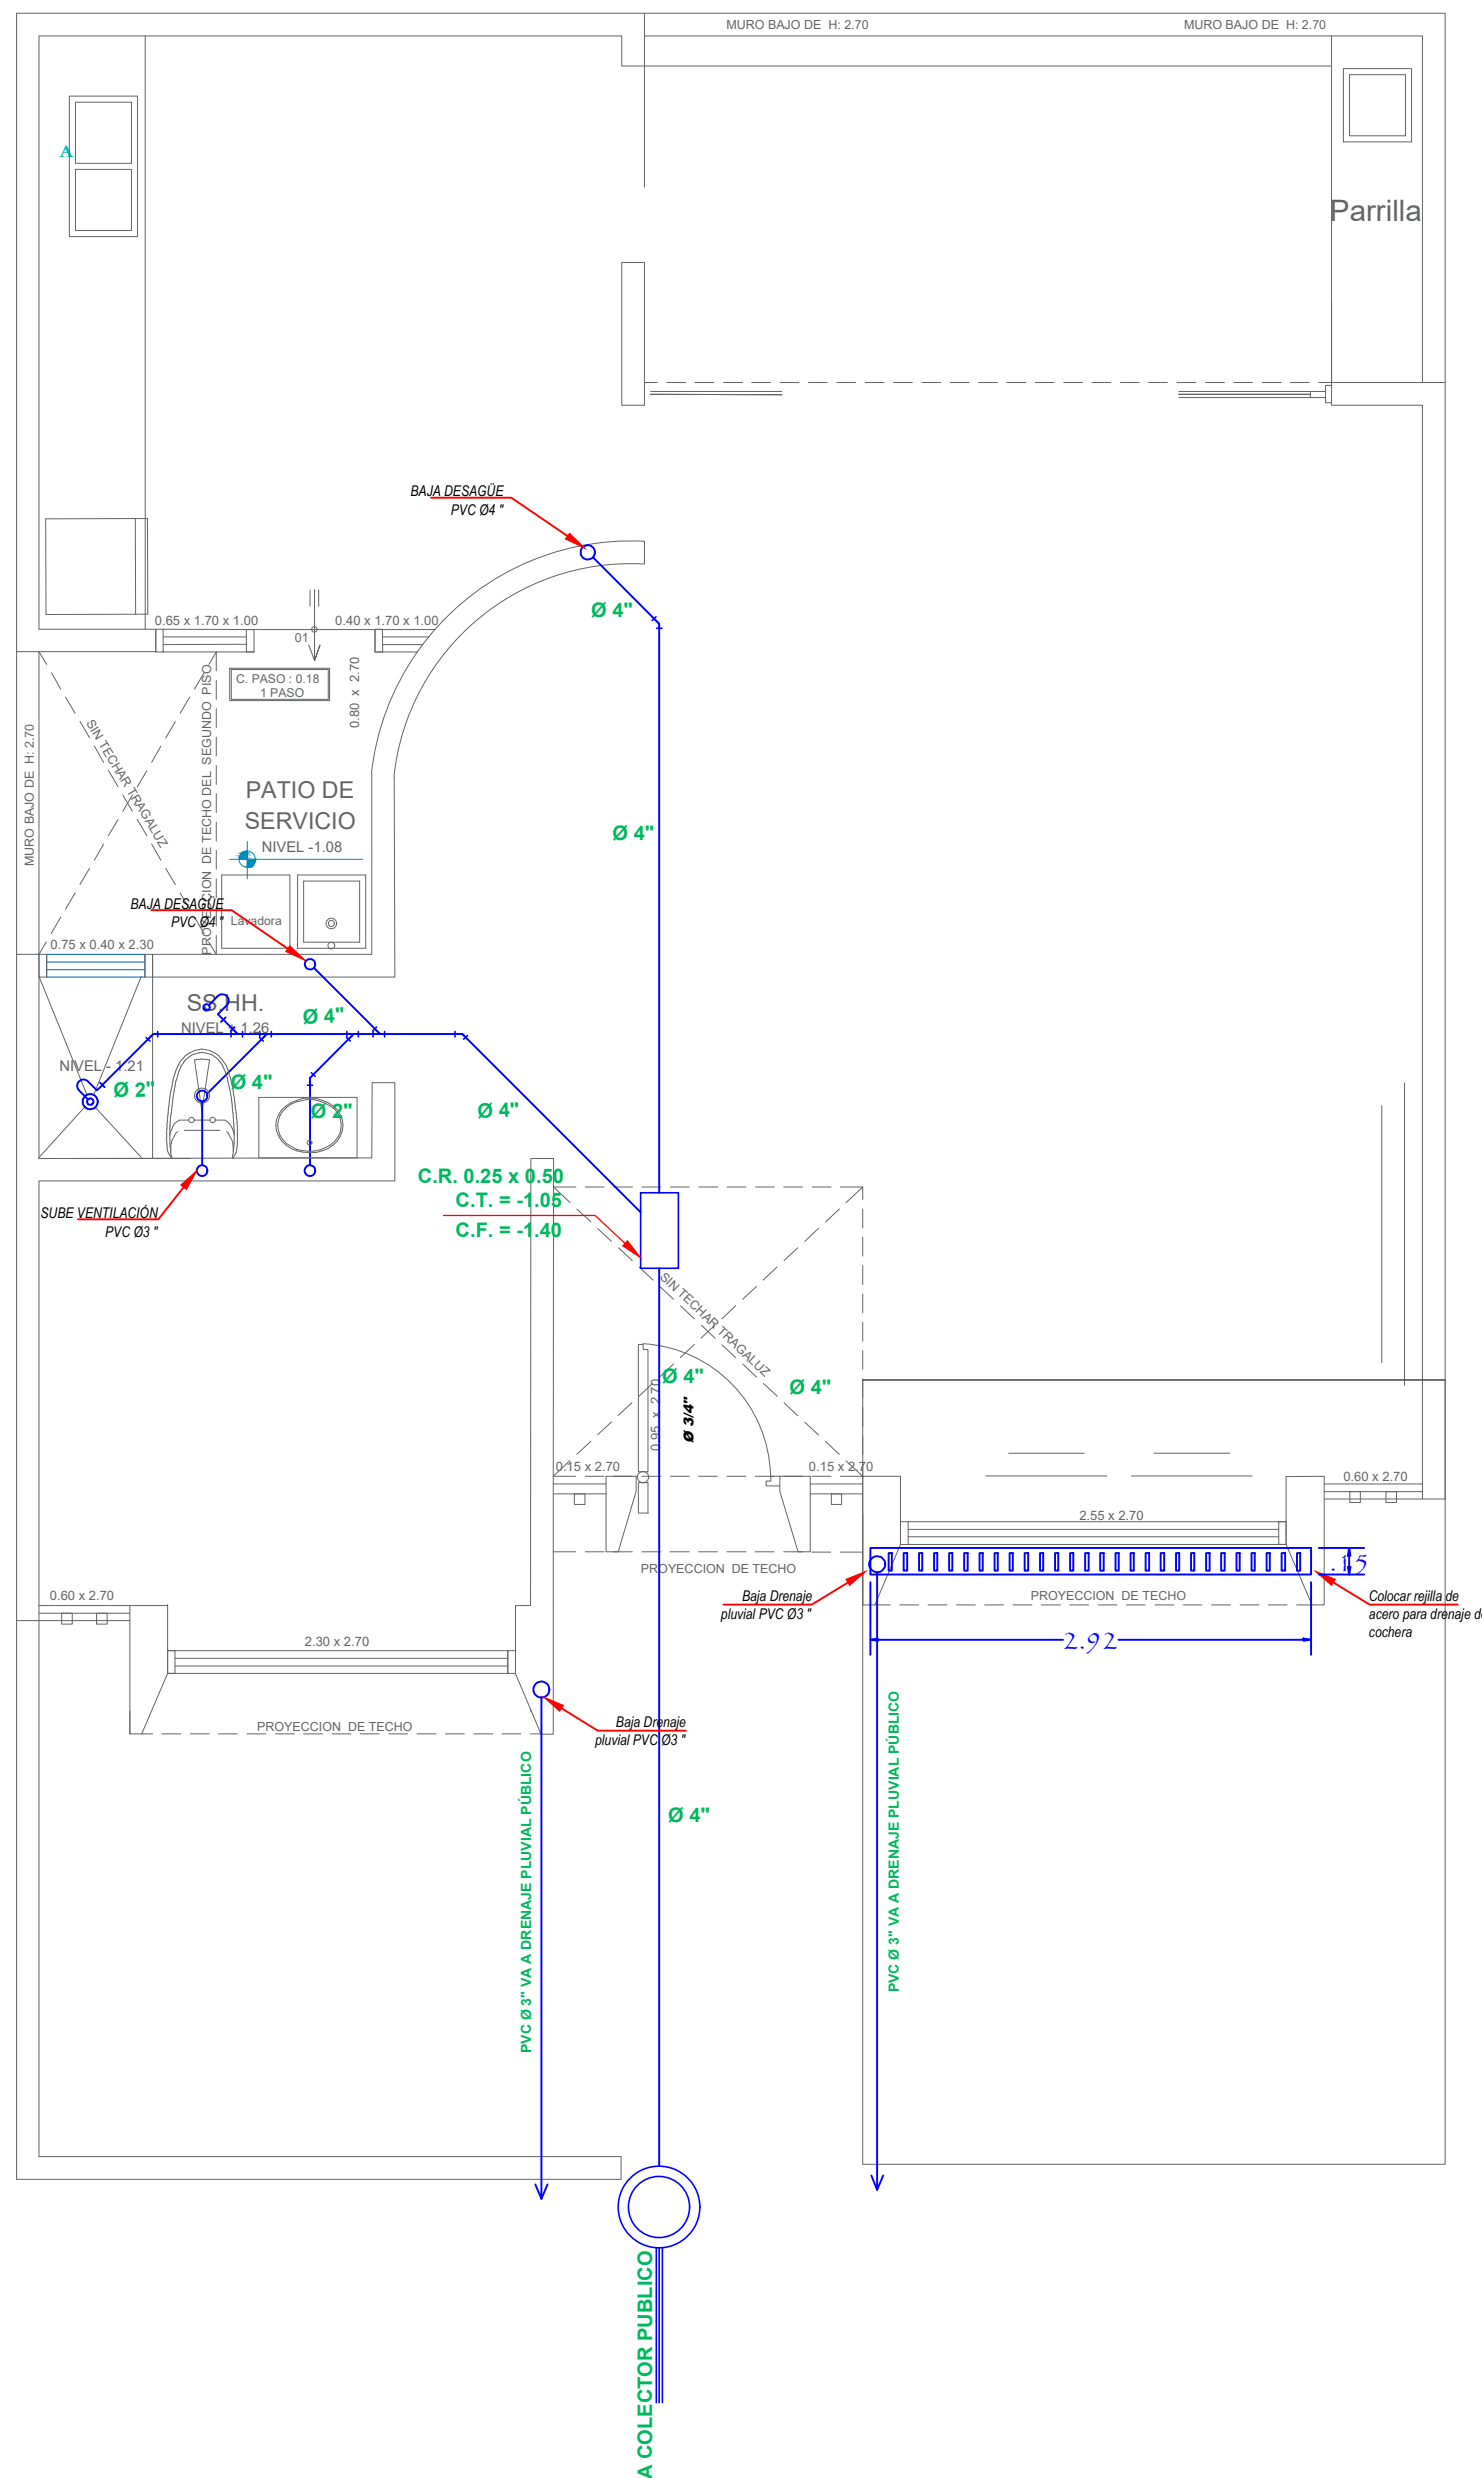 MURO BAJO DE H: 2.70
MURO BAJO DE H: 2.70
A
Parrilla
BAJA DESAGÜE
PVC Ø4 "
Ø 4"
0.65 x 1.70 x 1.00
0.40 x 1.70 x 1.00
01
C. PASO : 0.18
1 PASO
0.80 x 2.70
PROYECCION DE TECHO DEL SEGUNDO PISO
SIN TECHAR TRAGALUZ
MURO BAJO DE H: 2.70
PATIO DE
SERVICIO
NIVEL -1.08
Ø 4"
BAJA DESAGÜE
PVC Ø4 "
Lavadora
0.75 x 0.40 x 2.30
SS.HH.
NIVEL - 1.26
Ø 4"
NIVEL - 1.21
Ø 2"
Ø 4"
Ø 2"
Ø 4"
C.R. 0.25 x 0.50
C.T. = -1.05
C.F. = -1.40
SUBE VENTILACIÓN
PVC Ø3 "
SIN TECHAR TRAGALUZ
Ø 4"
Ø 4"
0.95 x 2.70
Ø 3/4"
0.15 x 2.70
0.15 x 2.70
0.60 x 2.70
2.55 x 2.70
PROYECCION DE TECHO
.15
Baja Drenaje
pluvial PVC Ø3 "
PROYECCION DE TECHO
Colocar rejilla de
acero para drenaje de
cochera
0.60 x 2.70
2.92
2.30 x 2.70
PROYECCION DE TECHO
Baja Drenaje
pluvial PVC Ø3 "
PVC Ø 3" VA A DRENAJE PLUVIAL PÚBLICO
PVC Ø 3" VA A DRENAJE PLUVIAL PÚBLICO
Ø 4"
A COLECTOR PUBLICO